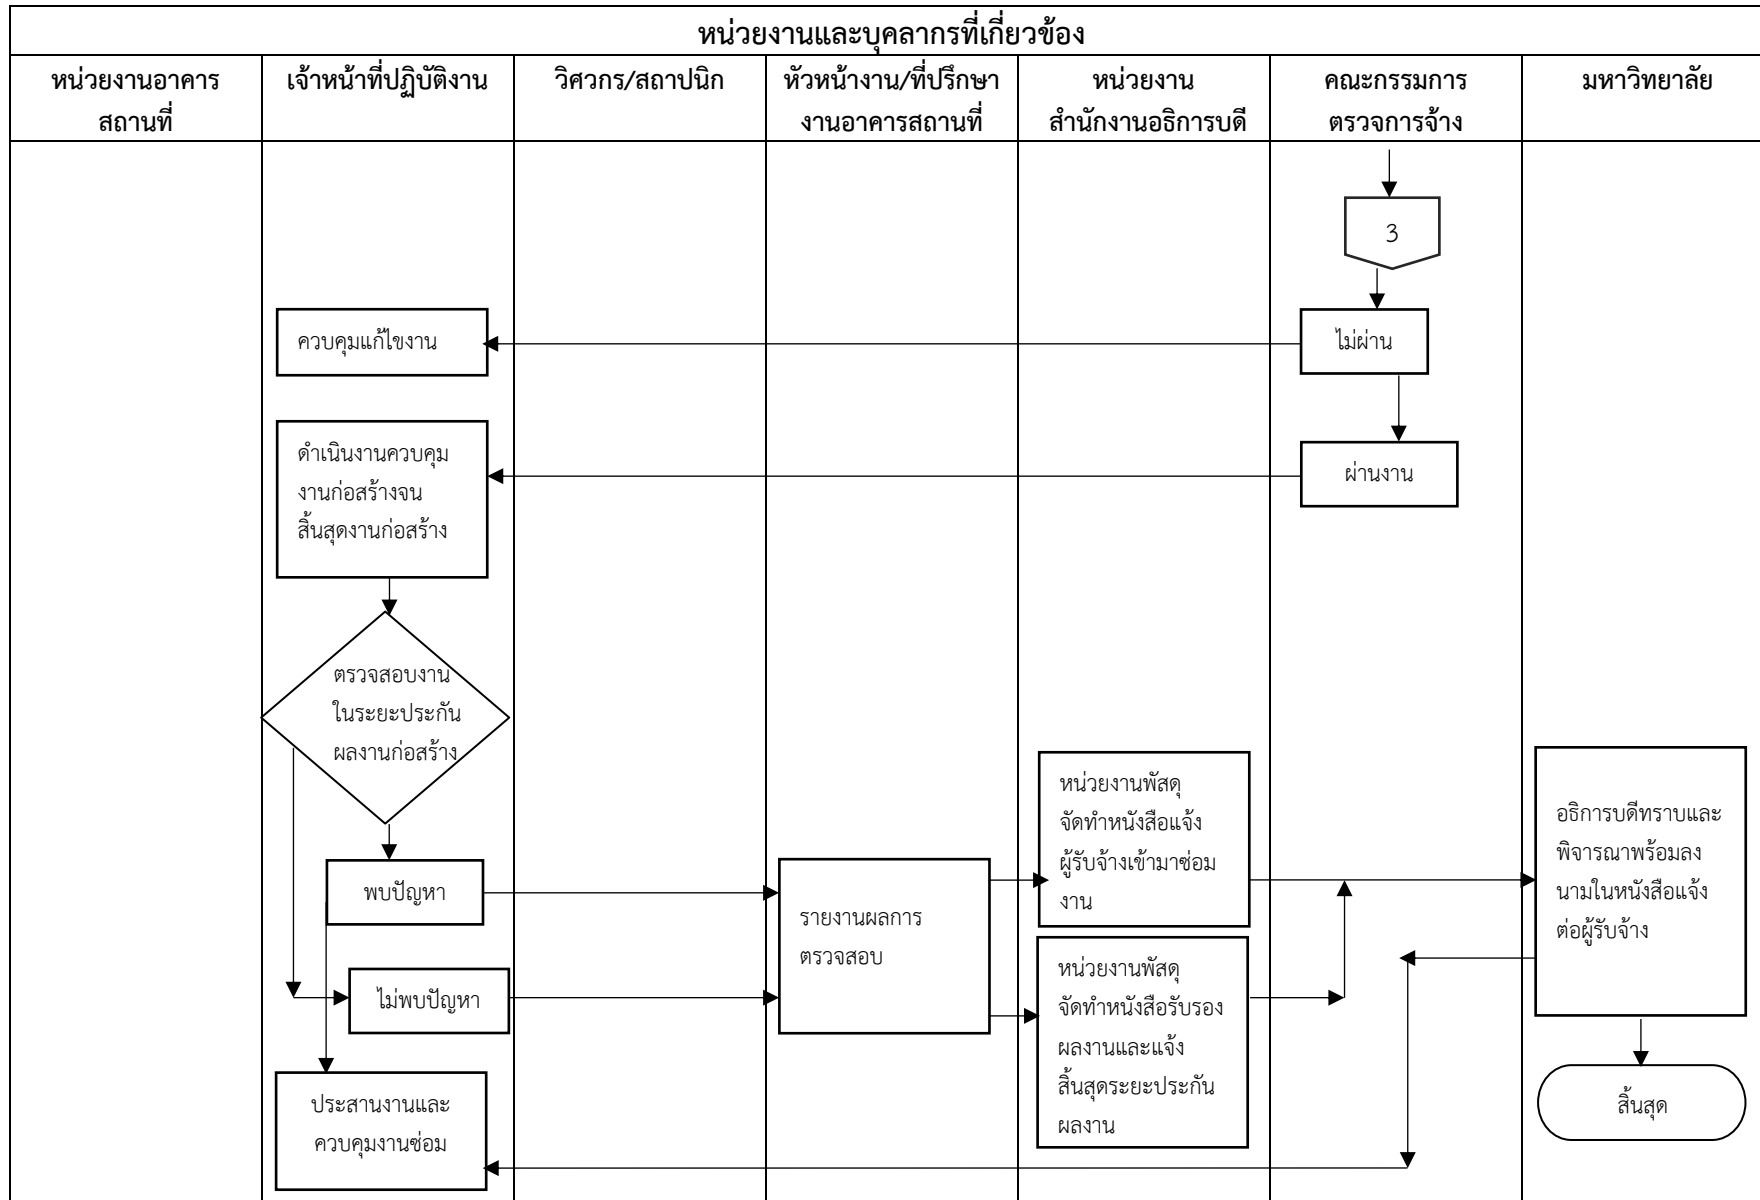 หน่วยงานและบุคลากรที่เกี่ยวข้อง
หน่วยงานอาคาร
สถานที่
เจ้าหน้าที่ปฏิบัติงาน
วิศวกร/สถาปนิก
หัวหน้างาน/ที่ปรึกษา
งานอาคารสถานที่
หน่วยงาน
สำนักงานอธิการบดี
คณะกรรมการ
ตรวจการจ้าง
มหาวิทยาลัย
3
ควบคุมแก้ไขงาน
ไม่ผ่าน
ดำเนินงานควบคุม
งานก่อสร้างจน
สิ้นสุดงานก่อสร้าง
ผ่านงาน
ตรวจสอบงาน
ในระยะประกัน
ผลงานก่อสร้าง
พบปัญหา
ไม่พบปัญหา
ประสานงานและ
ควบคุมงานซ่อม
รายงานผลการ
ตรวจสอบ
หน่วยงานพัสดุ
จัดทำหนังสือแจ้ง
ผู้รับจ้างเข้ามาซ่อม
งาน
หน่วยงานพัสดุ
จัดทำหนังสือรับรอง
ผลงานและแจ้ง
สิ้นสุดระยะประกัน
ผลงาน
อธิการบดีทราบและ
พิจารณาพร้อมลง
นามในหนังสือแจ้ง
ต่อผู้รับจ้าง
สิ้นสุด